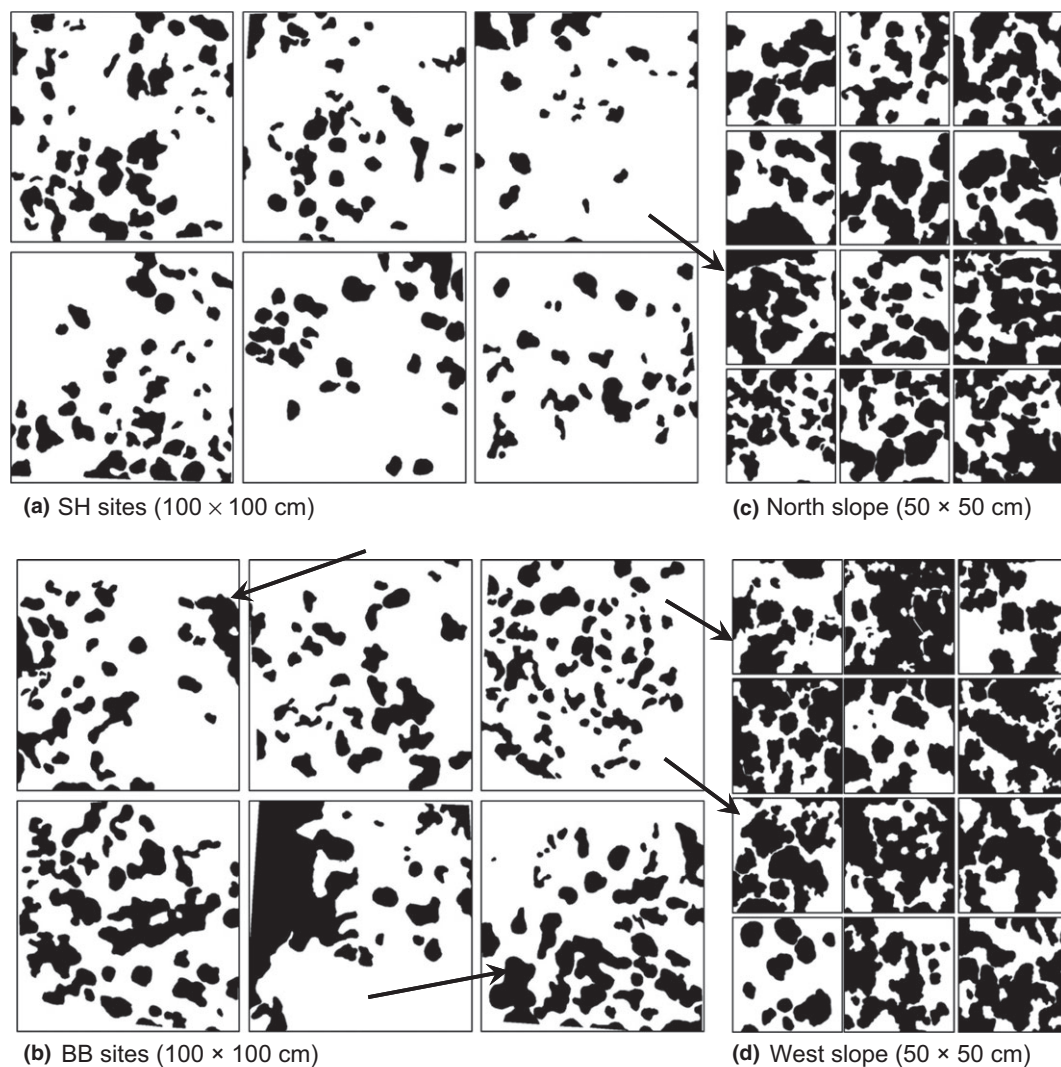 (a) SH sites (100 × 100 cm)
(c) North slope (50 × 50 cm)
(b) BB sites (100 × 100 cm)
(d) West slope (50 × 50 cm)